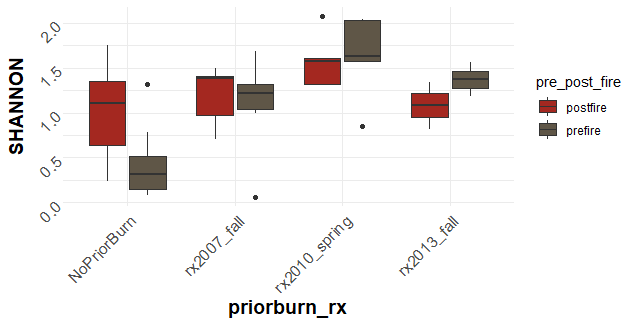 SHANNON
2.0
1.5
1.0
0.5
0.0
NoPriorBurn
rx2007_fall
rx2010_spring
rx2013_fall
priorburn_rx
pre_post_fire
postfire
prefire